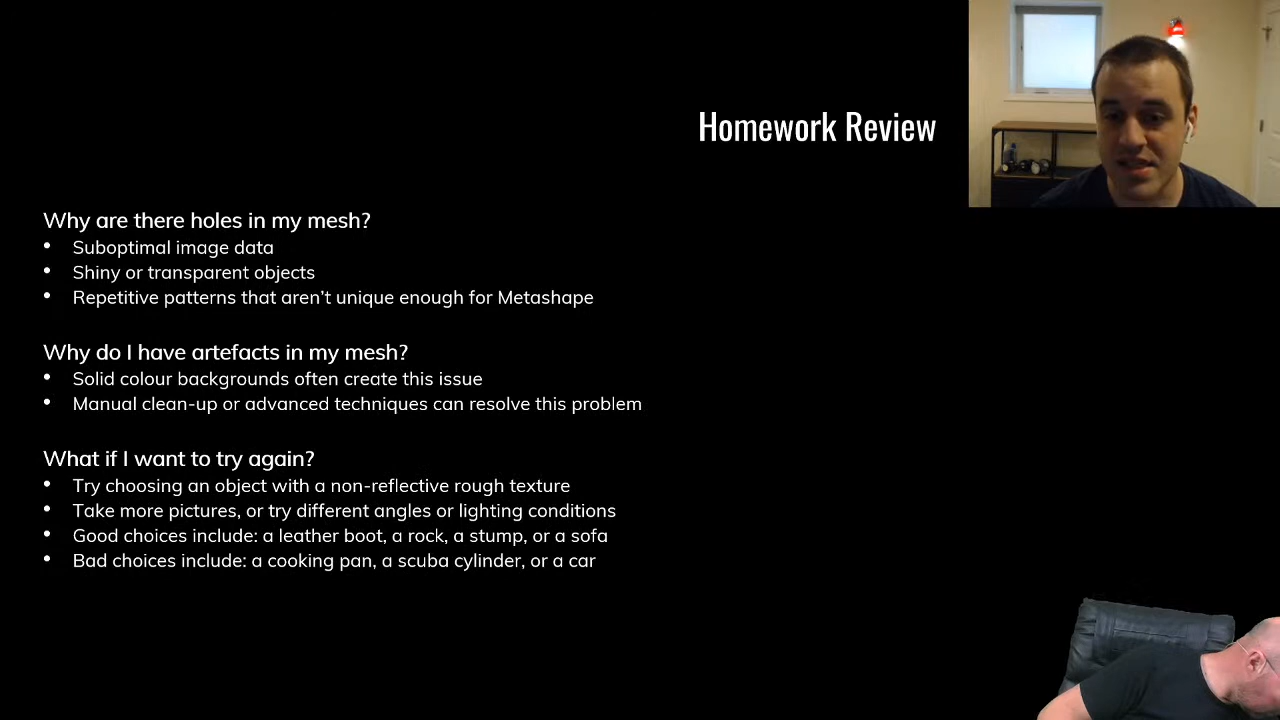 Homework Review
Why are there holes in my mesh?
• Suboptimal image data
• Shiny or transparent objects
• Repetitive patterns that aren't unique enough for Metashape
Why do I have artefacts in my mesh?
• Solid colour backgrounds often create this issue
• Manual clean-up or advanced techniques can resolve this problem
What if I want to try again?
• Try choosing an object with a non-reflective rough texture
• Take more pictures, or try different angles or lighting conditions
• Good choices include: a leather boot, a rock, a stump, or a sofa
• Bad choices include: a cooking pan, a scuba cylinder, or a car